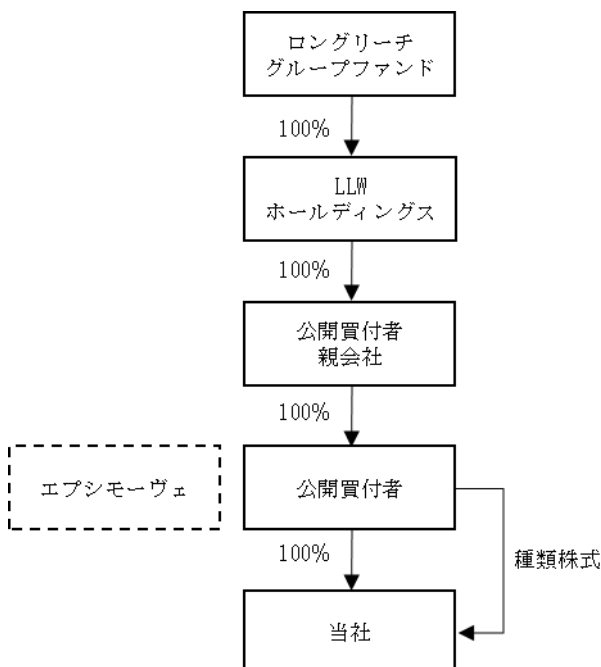 ロングリーチ
グループファンド
100%
LLW
ホールディングス
100%
公開買付者
親会社
100%
エプシモーヴェ
公開買付者
100%
種類株式
当社